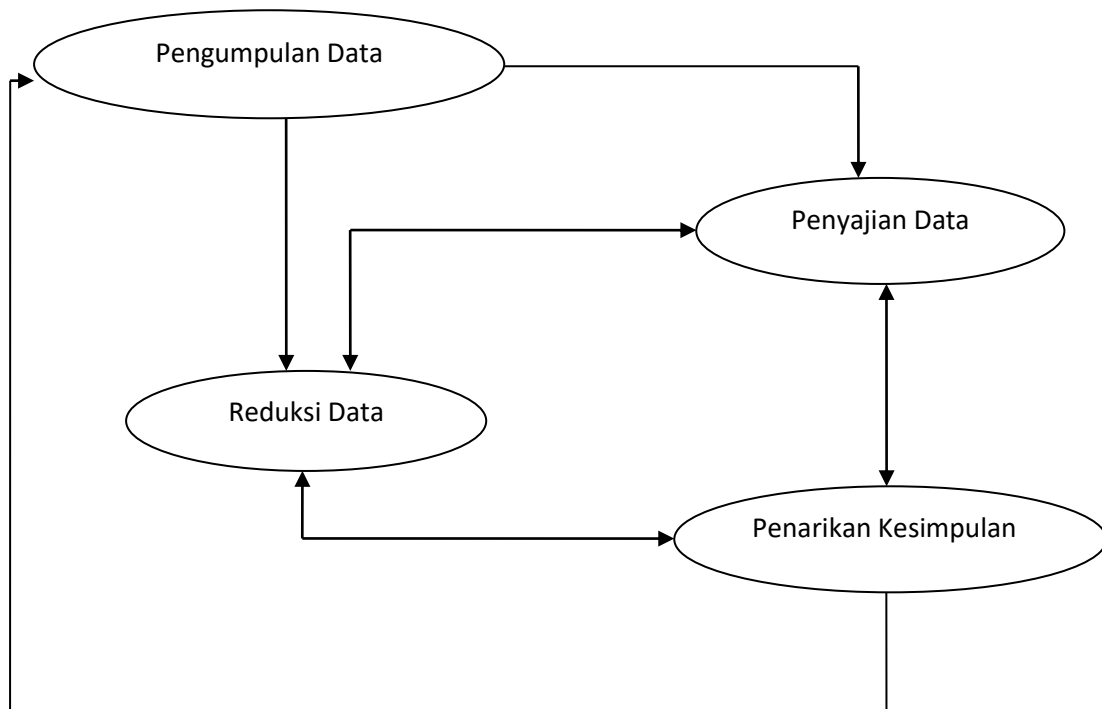 Pengumpulan Data
Penyajian Data
Reduksi Data
Penarikan Kesimpulan